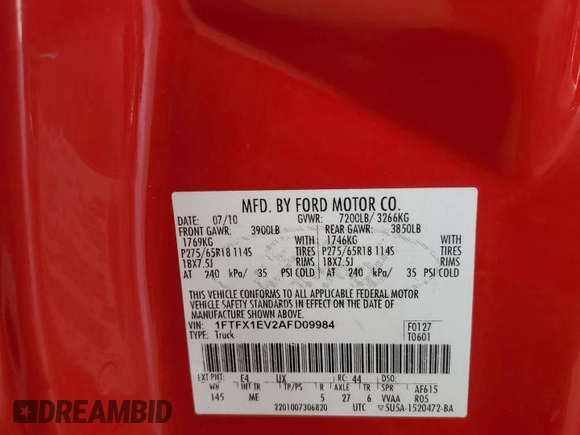 MFD. BY FORD MOTOR CO.
DATE: 07/10 GVWR: 7200LB/ 3266KG
FRONT GAWR: 3900LB REAR GAWR: 3850LB
1769KG WITH 1746KG WITH
P275/65R18 114S TIRES P275/65R18 114S TIRES
18X7.5J RIMS 18X7.5J RIMS
AT 240 kPa/ 35 PSI COLD AT 240 kPa/ 35 PSI COLD
THIS VEHICLE CONFORMS TO ALL APPLICABLE FEDERAL MOTOR
VEHICLE SAFETY STANDARDS IN EFFECT ON THE DATE OF
MANUFACTURE SHOWN ABOVE.
VIN: 1FTFX1EV2AFD09984 F0127
TYPE: Truck T0601
EXT PNT: E4 UX RC: 44 DSO:
WB INT TR TP/PS R AXLE TR AF615
145 ME 5 27 6 VVAA R05
2201007306820 UTC 5U5A-1520472-BA
DREAMBID